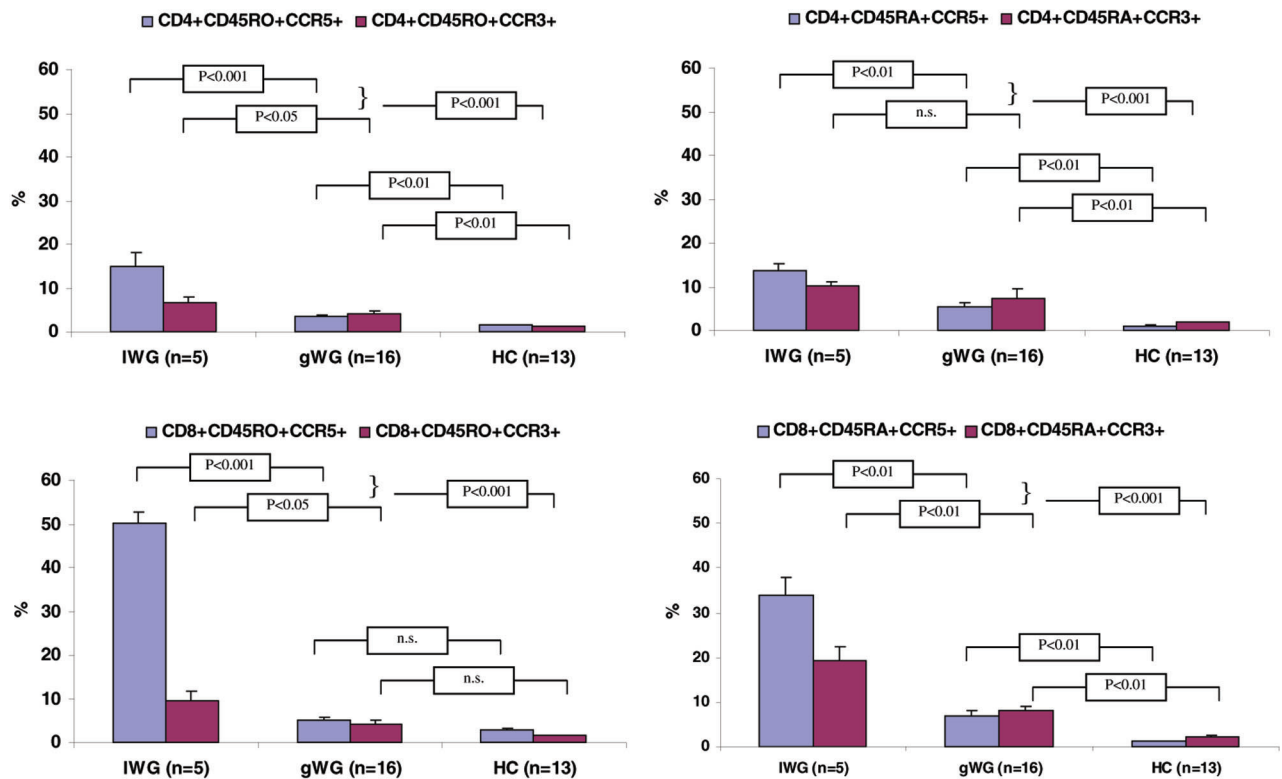 CD4+CD45RO+CCR5+ CD4+CD45RO+CCR3+
60
50
40
30
20
10
0
%
P<0.001
P<0.05
} P<0.001
P<0.01
P<0.01
lWG (n=5) gWG (n=16) HC (n=13)
CD4+CD45RA+CCR5+ CD4+CD45RA+CCR3+
60
50
40
30
20
10
0
%
P<0.01
n.s.
} P<0.001
P<0.01
P<0.01
lWG (n=5) gWG (n=16) HC (n=13)
CD8+CD45RO+CCR5+ CD8+CD45RO+CCR3+
60
50
40
30
20
10
0
%
P<0.001
P<0.05
} P<0.001
n.s.
n.s.
lWG (n=5) gWG (n=16) HC (n=13)
CD8+CD45RA+CCR5+ CD8+CD45RA+CCR3+
60
50
40
30
20
10
0
%
P<0.01
P<0.01
} P<0.001
P<0.01
P<0.01
lWG (n=5) gWG (n=16) HC (n=13)